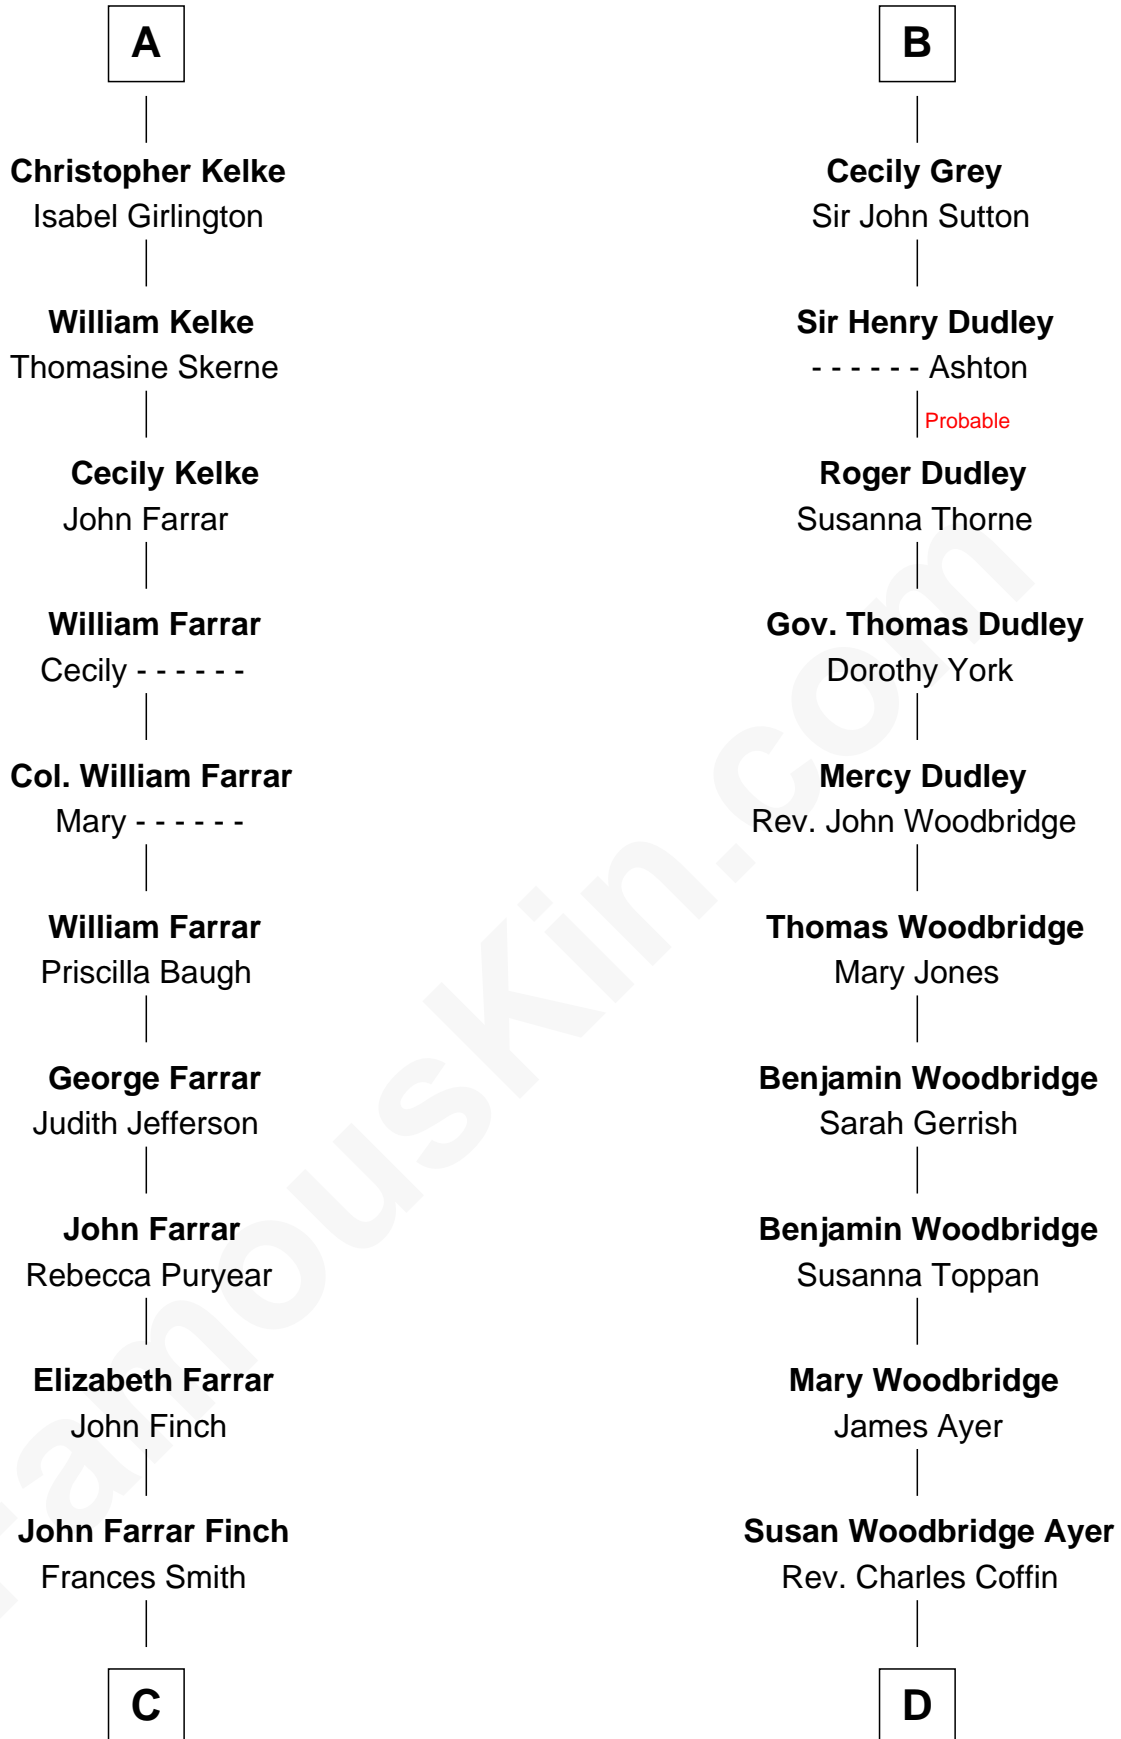 A
Christopher Kelke
Isabel Girlington
William Kelke
Thomasine Skerne
Cecily Kelke
John Farrar
William Farrar
Cecily - - - - - -
Col. William Farrar
Mary - - - - - -
William Farrar
Priscilla Baugh
George Farrar
Judith Jefferson
John Farrar
Rebecca Puryear
Elizabeth Farrar
John Finch
John Farrar Finch
Frances Smith
C
B
Cecily Grey
Sir John Sutton
Sir Henry Dudley
- - - - - - Ashton
Probable
Roger Dudley
Susanna Thorne
Gov. Thomas Dudley
Dorothy York
Mercy Dudley
Rev. John Woodbridge
Thomas Woodbridge
Mary Jones
Benjamin Woodbridge
Sarah Gerrish
Benjamin Woodbridge
Susanna Toppan
Mary Woodbridge
James Ayer
Susan Woodbridge Ayer
Rev. Charles Coffin
D
FamousKin.com